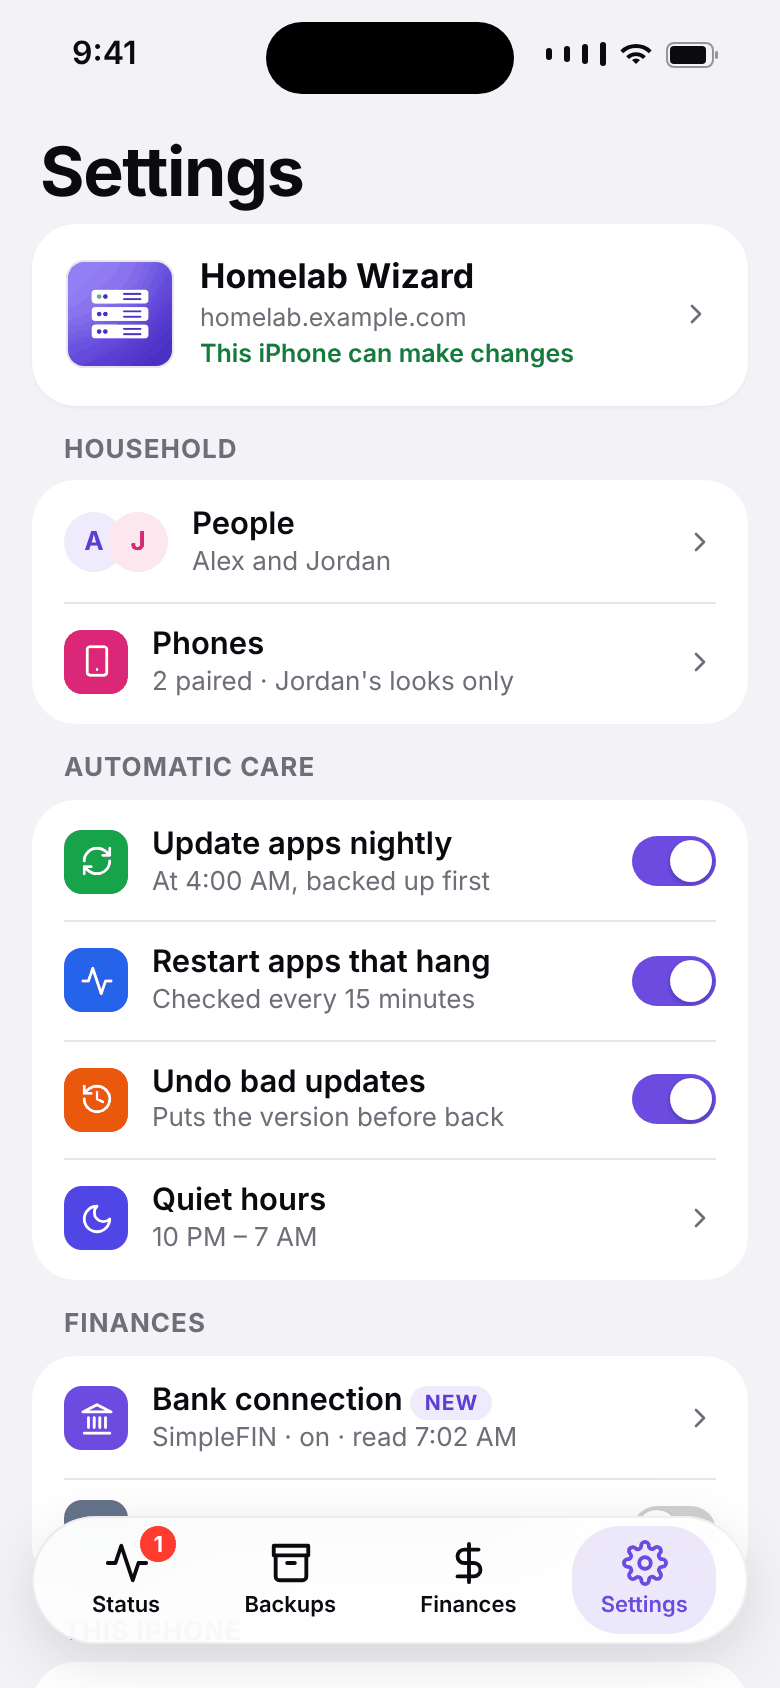 9:41
Settings
Homelab Wizard
homelab.example.com
This iPhone can make changes
HOUSEHOLD
A J
People
Alex and Jordan
Phones
2 paired · Jordan's looks only
AUTOMATIC CARE
Update apps nightly
At 4:00 AM, backed up first
Restart apps that hang
Checked every 15 minutes
Undo bad updates
Puts the version before back
Quiet hours
10 PM – 7 AM
FINANCES
Bank connection NEW
SimpleFIN · on · read 7:02 AM
1
Status Backups Finances Settings
THIS IPHONE